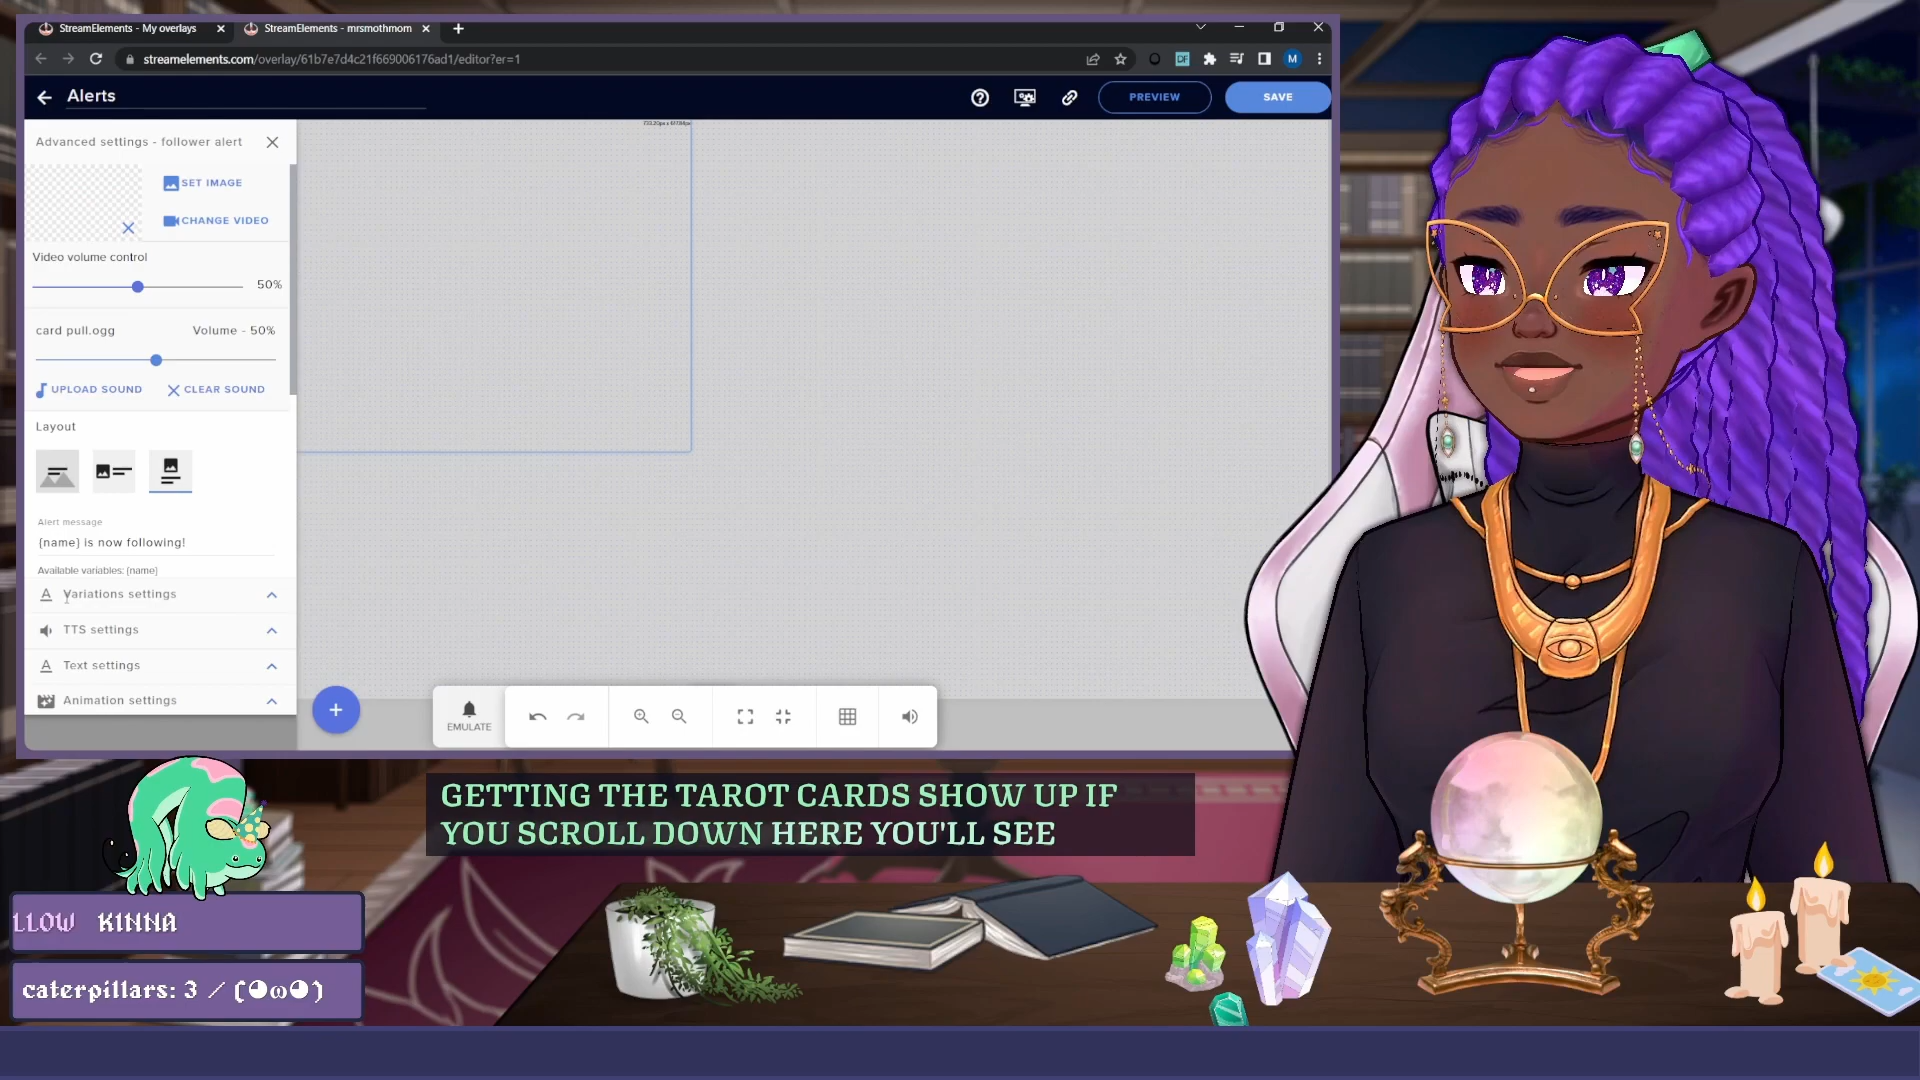 StreamElements - My overlays
StreamElements - mrsmothmom
streamelements.com/overlay/61b7e7d4c21f669006176ad1/editor?er=1
DF
M
Alerts
PREVIEW
SAVE
Advanced settings - follower alert
SET IMAGE
CHANGE VIDEO
Video volume control
50%
card pull.ogg
Volume - 50%
UPLOAD SOUND
CLEAR SOUND
Layout
Alert message
{name} is now following!
Available variables: {name}
Variations settings
TTS settings
Text settings
Animation settings
EMULATE
GETTING THE TAROT CARDS SHOW UP IF
YOU SCROLL DOWN HERE YOU'LL SEE
LLOW KINNA
caterpillars: 3 / (◕ω◕)